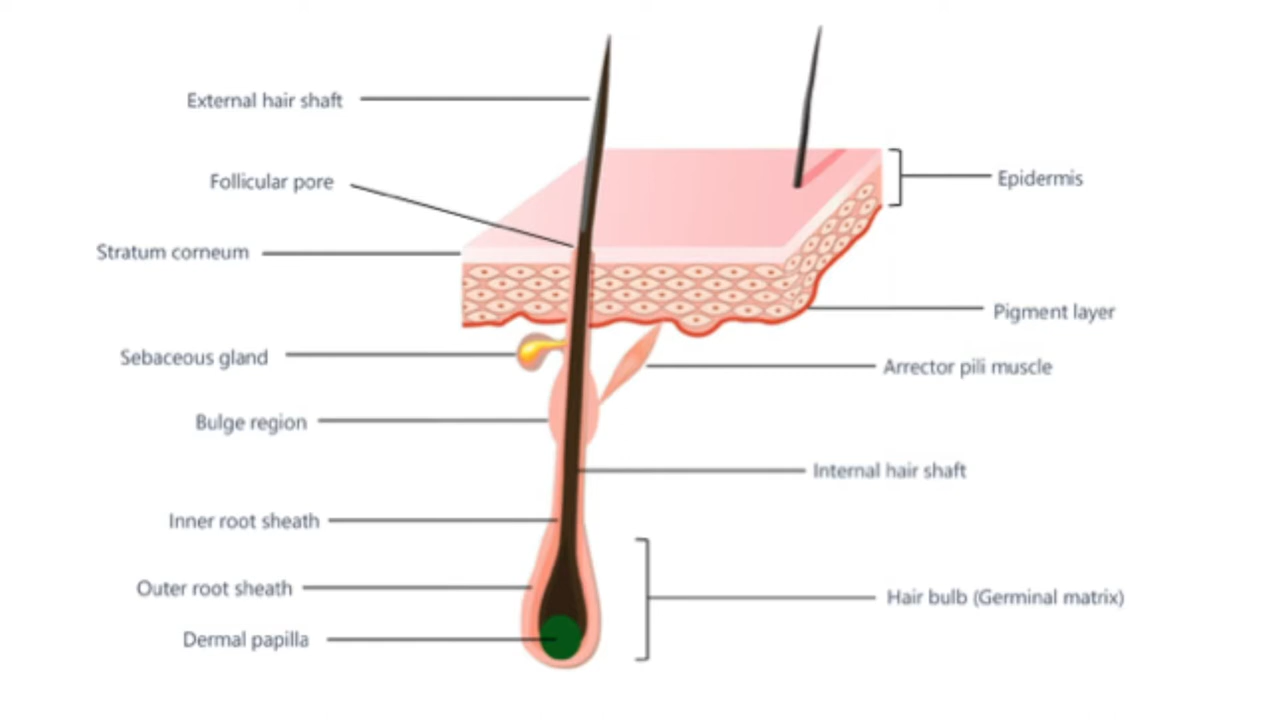 External hair shaft
Follicular pore
Epidermis
Stratum corneum
Pigment layer
Sebaceous gland
Arrector pili muscle
Bulge region
Internal hair shaft
Inner root sheath
Outer root sheath
Hair bulb (Germinal matrix)
Dermal papilla